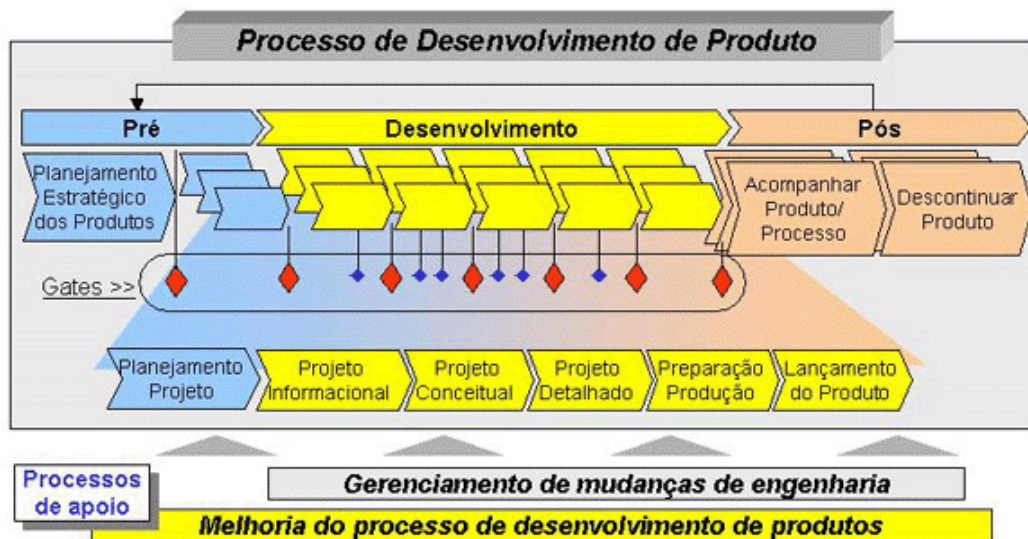 Processo de Desenvolvimento de Produto
Pré
Desenvolvimento
Pós
Planejamento
Estratégico
dos Produtos
Acompanhar
Produto/
Processo
Descontinuar
Produto
Gates >>
Planejamento
Projeto
Projeto
Informacional
Projeto
Conceitual
Projeto
Detalhado
Preparação
Produção
Lançamento
do Produto
Processos
de apoio
Gerenciamento de mudanças de engenharia
Melhoria do processo de desenvolvimento de produtos